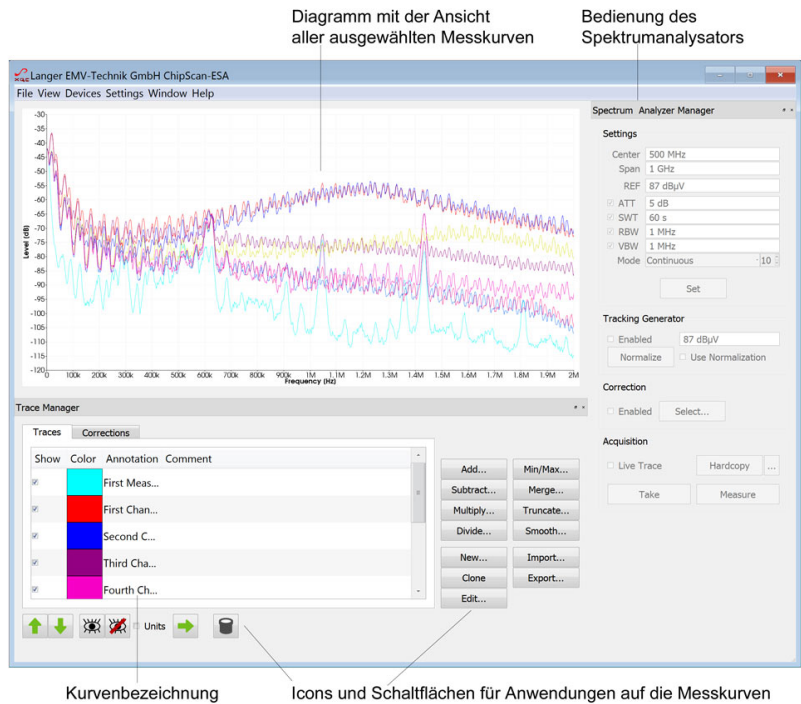 Diagramm mit der Ansicht
aller ausgewählten Messkurven
Bedienung des
Spektrumanalysators
Langer EMV-Technik GmbH ChipScan-ESA
File View Devices Settings Window Help
Level (dB)
-30
-35
-40
-45
-50
-55
-60
-65
-70
-75
-80
-85
-90
-95
-100
-105
-110
-115
-120
0 100k 200k 300k 400k 500k 600k 700k 800k 900k 1M 1.1M 1.2M 1.3M 1.4M 1.5M 1.6M 1.7M 1.8M 1.9M 2M
Frequency (Hz)
Spectrum Analyzer Manager
Settings
Center 500 MHz
Span 1 GHz
REF 87 dBµV
ATT 5 dB
SWT 60 s
RBW 1 MHz
VBW 1 MHz
Mode Continuous 10
Set
Tracking Generator
Enabled 87 dBµV
Normalize Use Normalization
Correction
Enabled Select...
Acquisition
Live Trace Hardcopy ...
Take Measure
Trace Manager
Traces Corrections
Show Color Annotation Comment
First Meas...
First Chan...
Second C...
Third Cha...
Fourth Ch...
Add... Min/Max...
Subtract... Merge...
Multiply... Truncate...
Divide... Smooth...
New... Import...
Clone Export...
Edit...
Units
Kurvenbezeichnung
Icons und Schaltflächen für Anwendungen auf die Messkurven